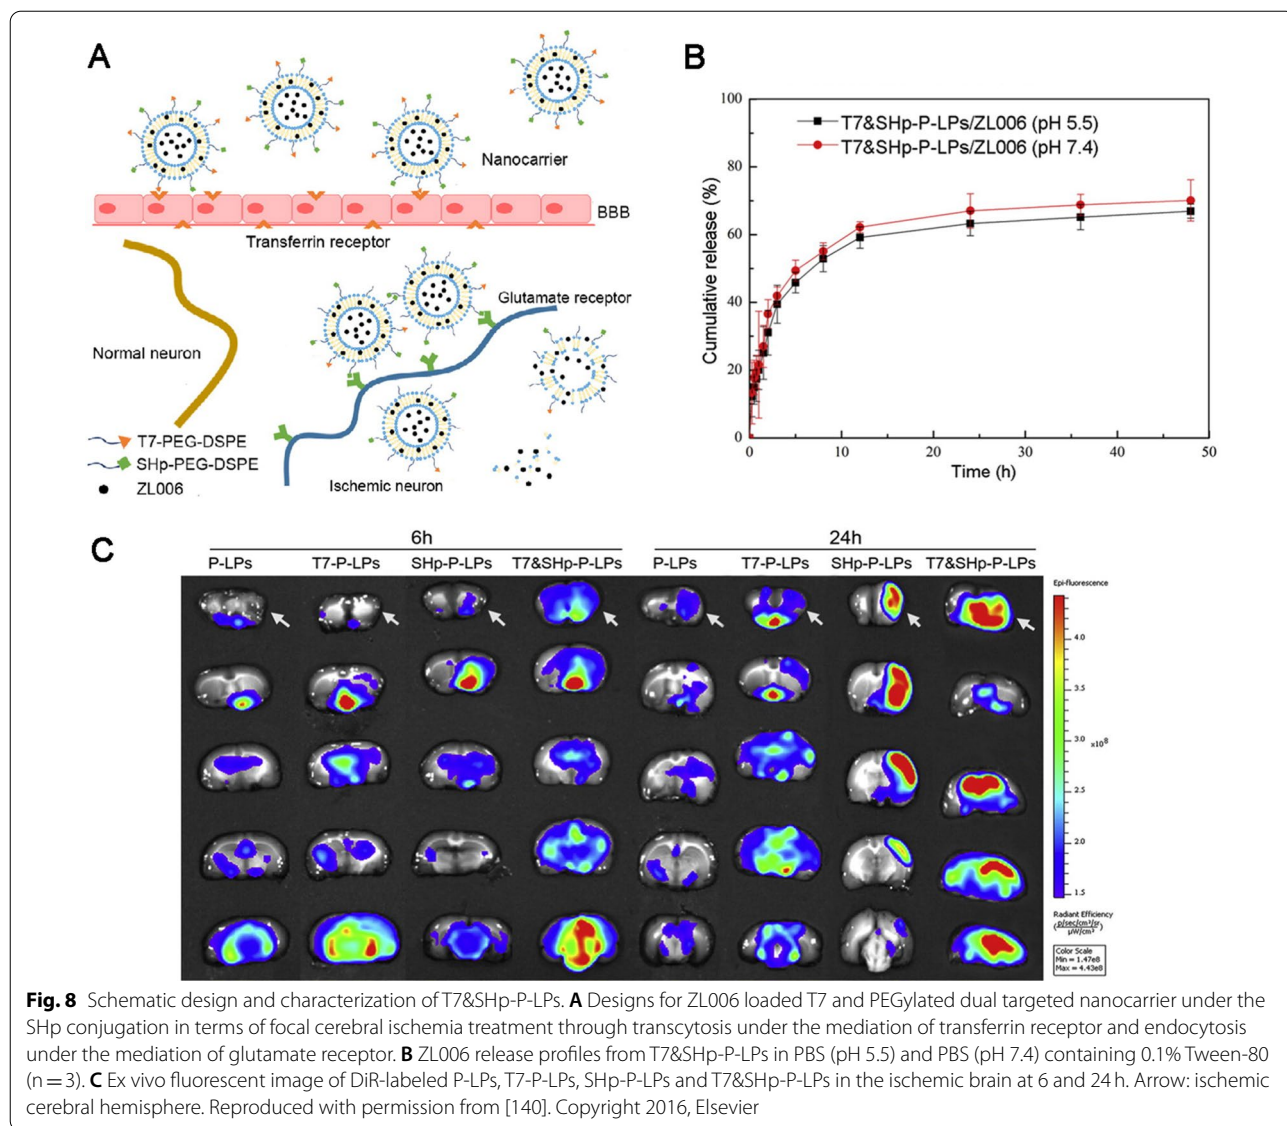 A
Nanocarrier
BBB
Transferrin receptor
Glutamate receptor
Normal neuron
T7-PEG-DSPE
SHp-PEG-DSPE
ZL006
Ischemic neuron
B
100
80
60
40
20
0
Cumulative release (%)
T7&SHp-P-LPs/ZL006 (pH 5.5)
T7&SHp-P-LPs/ZL006 (pH 7.4)
0 10 20 30 40 50
Time (h)
C
6h 24h
P-LPs T7-P-LPs SHp-P-LPs T7&SHp-P-LPs P-LPs T7-P-LPs SHp-P-LPs T7&SHp-P-LPs
Epi-fluorescence
4.0
3.5
3.0 x10⁸
2.5
2.0
1.5
Radiant Efficiency
(p/sec/cm²/sr / µW/cm²)
Color Scale
Min = 1.47e8
Max = 4.43e8
Fig. 8 Schematic design and characterization of T7&SHp-P-LPs. A Designs for ZL006 loaded T7 and PEGylated dual targeted nanocarrier under the
SHp conjugation in terms of focal cerebral ischemia treatment through transcytosis under the mediation of transferrin receptor and endocytosis
under the mediation of glutamate receptor. B ZL006 release profiles from T7&SHp-P-LPs in PBS (pH 5.5) and PBS (pH 7.4) containing 0.1% Tween-80
(n = 3). C Ex vivo fluorescent image of DiR-labeled P-LPs, T7-P-LPs, SHp-P-LPs and T7&SHp-P-LPs in the ischemic brain at 6 and 24 h. Arrow: ischemic
cerebral hemisphere. Reproduced with permission from [140]. Copyright 2016, Elsevier